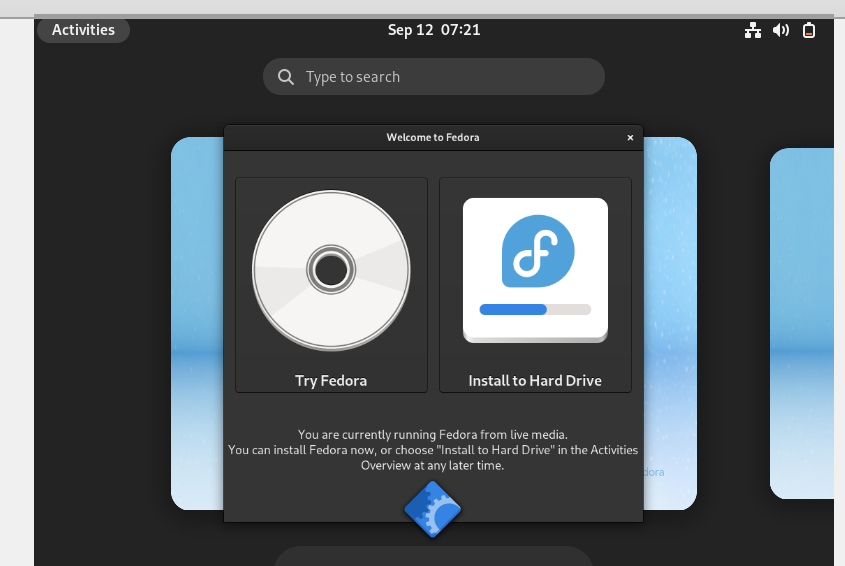 Activities
Sep 12 07:21
Type to search
Welcome to Fedora
Try Fedora
Install to Hard Drive
You are currently running Fedora from live media.
You can install Fedora now, or choose "Install to Hard Drive" in the Activities
Overview at any later time.
dora